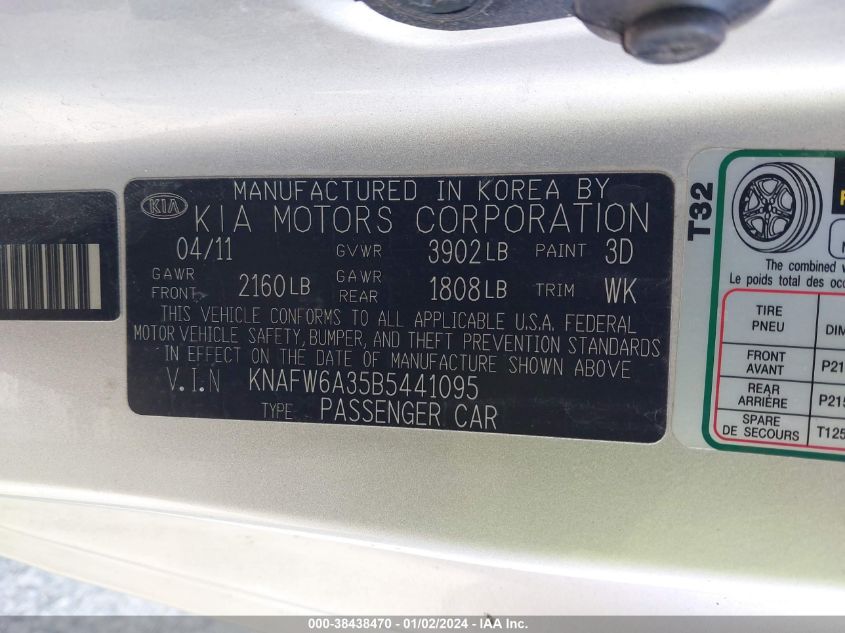 KIA
MANUFACTURED IN KOREA BY
KIA MOTORS CORPORATION
04/11 GVWR 3902LB PAINT 3D
GAWR FRONT 2160LB GAWR REAR 1808LB TRIM WK
THIS VEHICLE CONFORMS TO ALL APPLICABLE U.S.A. FEDERAL
MOTOR VEHICLE SAFETY, BUMPER, AND THEFT PREVENTION STANDARDS
IN EFFECT ON THE DATE OF MANUFACTURE SHOWN ABOVE
V.I.N KNAFW6A35B5441095
TYPE PASSENGER CAR
T32
The combined
Le poids total des
TIRE
PNEU
FRONT
AVANT
REAR
ARRIÈRE
SPARE
DE SECOURS
000-38438470 - 01/02/2024 - IAA Inc.